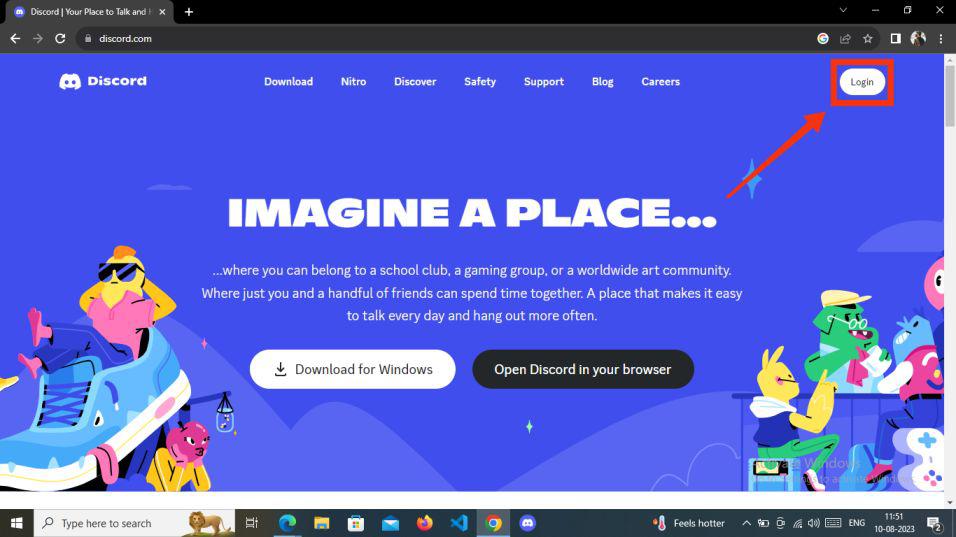 Discord | Your Place to Talk and H
discord.com
Discord
Download
Nitro
Discover
Safety
Support
Blog
Careers
Login
IMAGINE A PLACE...
...where you can belong to a school club, a gaming group, or a worldwide art community.
Where just you and a handful of friends can spend time together. A place that makes it easy
to talk every day and hang out more often.
Download for Windows
Open Discord in your browser
Activate Windows
to activate Windows
Type here to search
Feels hotter
ENG
11:51
10-08-2023
2